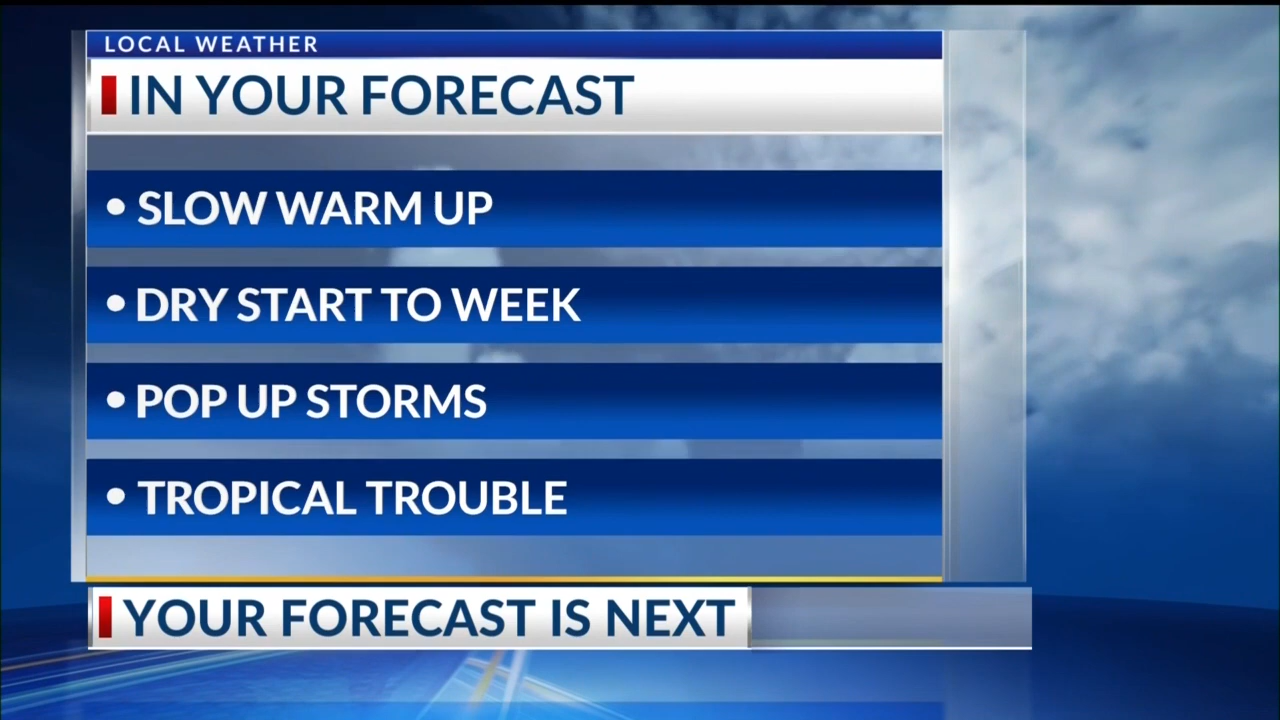 LOCAL WEATHER
IN YOUR FORECAST
• SLOW WARM UP
• DRY START TO WEEK
• POP UP STORMS
• TROPICAL TROUBLE
YOUR FORECAST IS NEXT